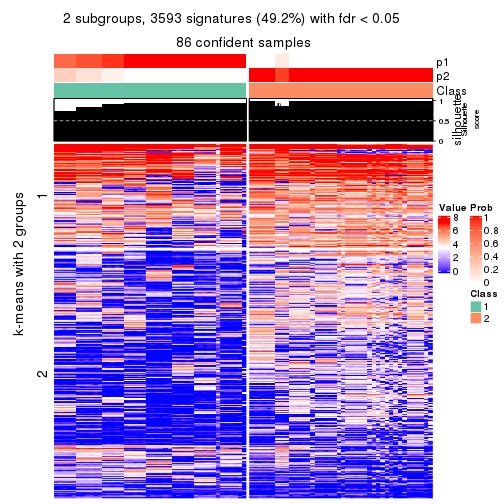 2 subgroups, 3593 signatures (49.2%) with fdr < 0.05
86 confident samples
p1
p2
Class
1
0.5
0
silhouette
Silhouette
score
k-means with 2 groups
1
2
Value
8
6
4
2
0
Prob
1
0.8
0.6
0.4
0.2
0
Class
1
2